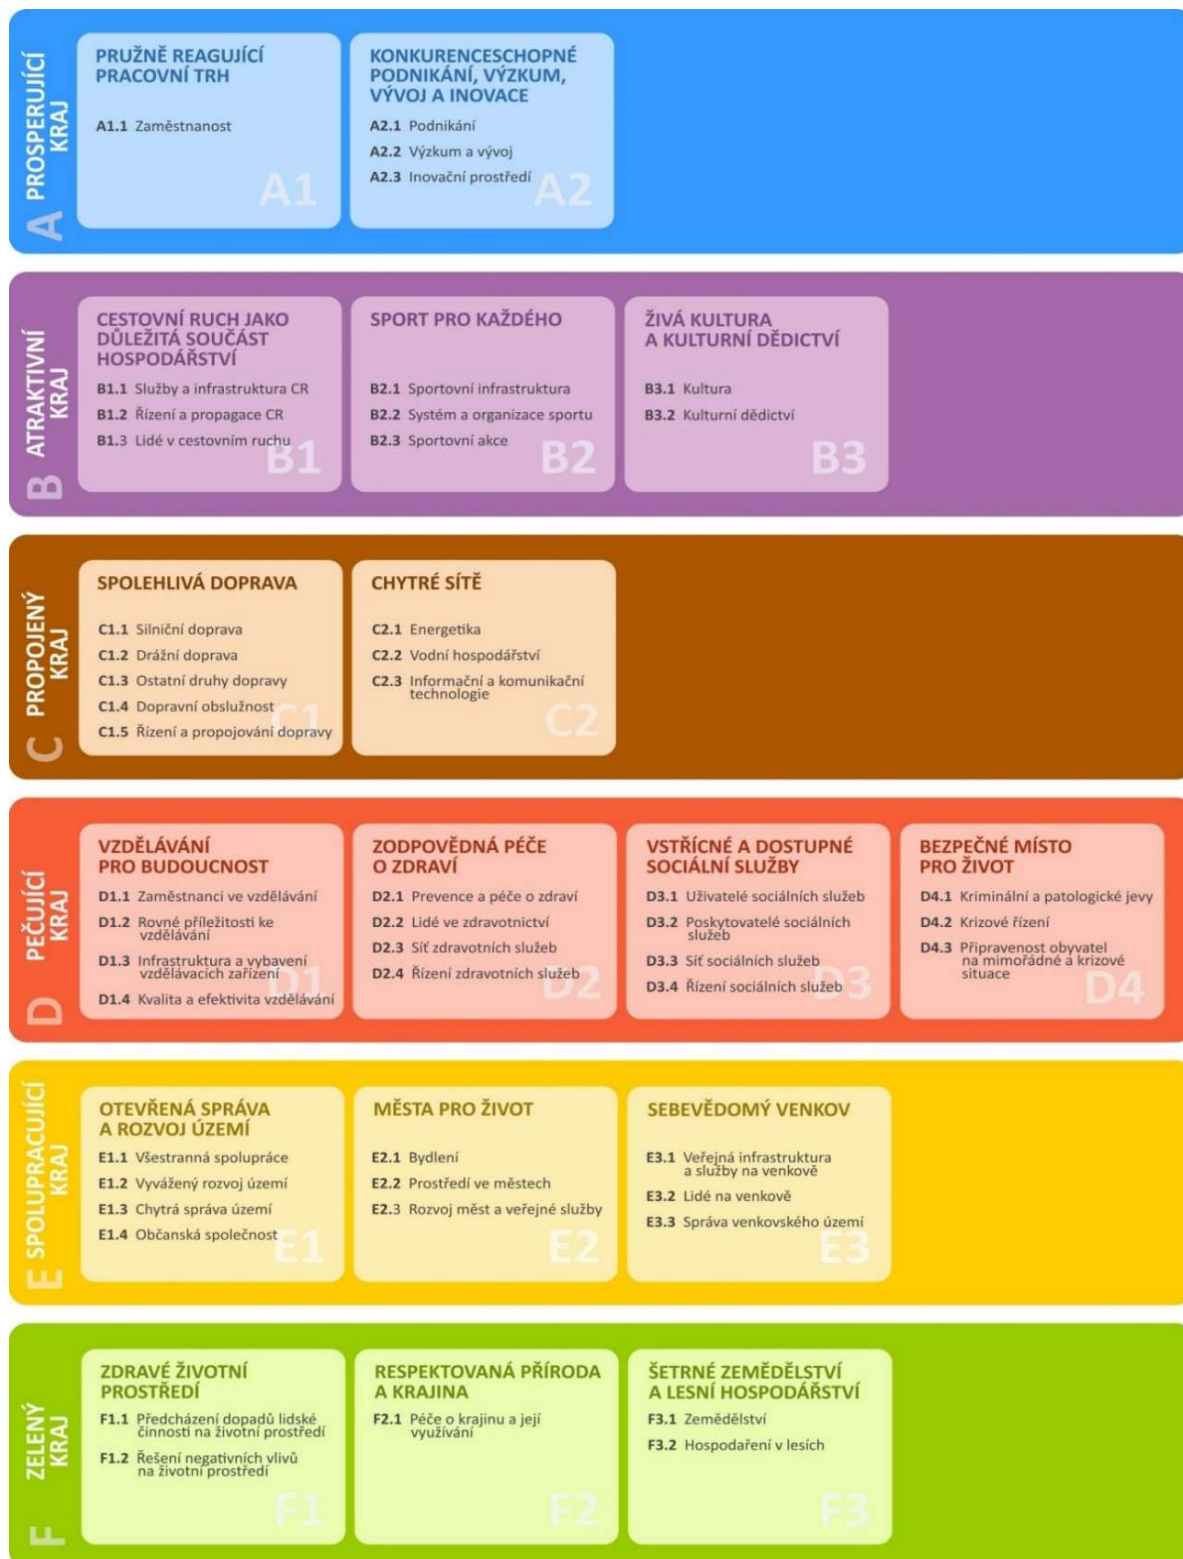 A PROSPERUJÍCÍ
KRAJ
PRUŽNĚ REAGUJÍCÍ
PRACOVNÍ TRH
A1.1 Zaměstnanost
A1
KONKURENCESCHOPNÉ
PODNIKÁNÍ, VÝZKUM,
VÝVOJ A INOVACE
A2.1 Podnikání
A2.2 Výzkum a vývoj
A2.3 Inovační prostředí
A2
B ATRAKTIVNÍ
KRAJ
CESTOVNÍ RUCH JAKO
DŮLEŽITÁ SOUČÁST
HOSPODÁŘSTVÍ
B1.1 Služby a infrastruktura CR
B1.2 Řízení a propagace CR
B1.3 Lidé v cestovním ruchu
B1
SPORT PRO KAŽDÉHO
B2.1 Sportovní infrastruktura
B2.2 Systém a organizace sportu
B2.3 Sportovní akce
B2
ŽIVÁ KULTURA
A KULTURNÍ DĚDICTVÍ
B3.1 Kultura
B3.2 Kulturní dědictví
B3
C PROPOJENÝ
KRAJ
SPOLEHLIVÁ DOPRAVA
C1.1 Silniční doprava
C1.2 Drážní doprava
C1.3 Ostatní druhy dopravy
C1.4 Dopravní obslužnost
C1.5 Řízení a propojování dopravy
C1
CHYTRÉ SÍTĚ
C2.1 Energetika
C2.2 Vodní hospodářství
C2.3 Informační a komunikační
technologie
C2
D PEČUJÍCÍ
KRAJ
VZDĚLÁVÁNÍ
PRO BUDOUCNOST
D1.1 Zaměstnanci ve vzdělávání
D1.2 Rovné příležitosti ke
vzdělávání
D1.3 Infrastruktura a vybavení
vzdělávacích zařízení
D1.4 Kvalita a efektivita vzdělávání
D1
ZODPOVĚDNÁ PÉČE
O ZDRAVÍ
D2.1 Prevence a péče o zdraví
D2.2 Lidé ve zdravotnictví
D2.3 Síť zdravotních služeb
D2.4 Řízení zdravotních služeb
D2
VSTŘÍCNÉ A DOSTUPNÉ
SOCIÁLNÍ SLUŽBY
D3.1 Uživatelé sociálních služeb
D3.2 Poskytovatelé sociálních
služeb
D3.3 Síť sociálních služeb
D3.4 Řízení sociálních služeb
D3
BEZPEČNÉ MÍSTO
PRO ŽIVOT
D4.1 Kriminální a patologické jevy
D4.2 Krizové řízení
D4.3 Připravenost obyvatel
na mimořádné a krizové
situace
D4
E SPOLUPRACUJÍCÍ
KRAJ
OTEVŘENÁ SPRÁVA
A ROZVOJ ÚZEMÍ
E1.1 Všestranná spolupráce
E1.2 Vyvážený rozvoj území
E1.3 Chytrá správa území
E1.4 Občanská společnost
E1
MĚSTA PRO ŽIVOT
E2.1 Bydlení
E2.2 Prostředí ve městech
E2.3 Rozvoj měst a veřejné služby
E2
SEBEVĚDOMÝ VENKOV
E3.1 Veřejná infrastruktura
a služby na venkově
E3.2 Lidé na venkově
E3.3 Správa venkovského území
E3
F ZELENÝ
KRAJ
ZDRAVÉ ŽIVOTNÍ
PROSTŘEDÍ
F1.1 Předcházení dopadů lidské
činnosti na životní prostředí
F1.2 Řešení negativních vlivů
na životní prostředí
F1
RESPEKTOVANÁ PŘÍRODA
A KRAJINA
F2.1 Péče o krajinu a její
využívání
F2
ŠETRNÉ ZEMĚDĚLSTVÍ
A LESNÍ HOSPODÁŘSTVÍ
F3.1 Zemědělství
F3.2 Hospodaření v lesích
F3